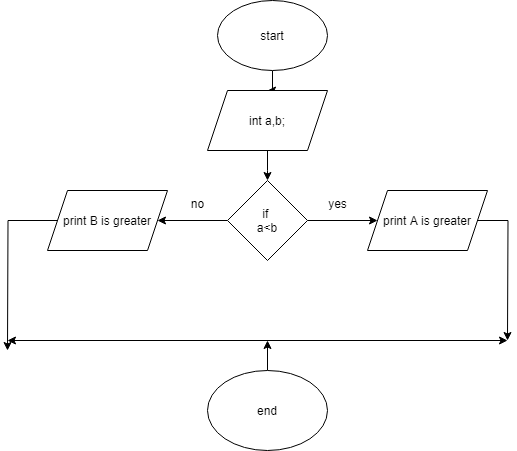 start
int a,b;
if
a<b
no
yes
print B is greater
print A is greater
end